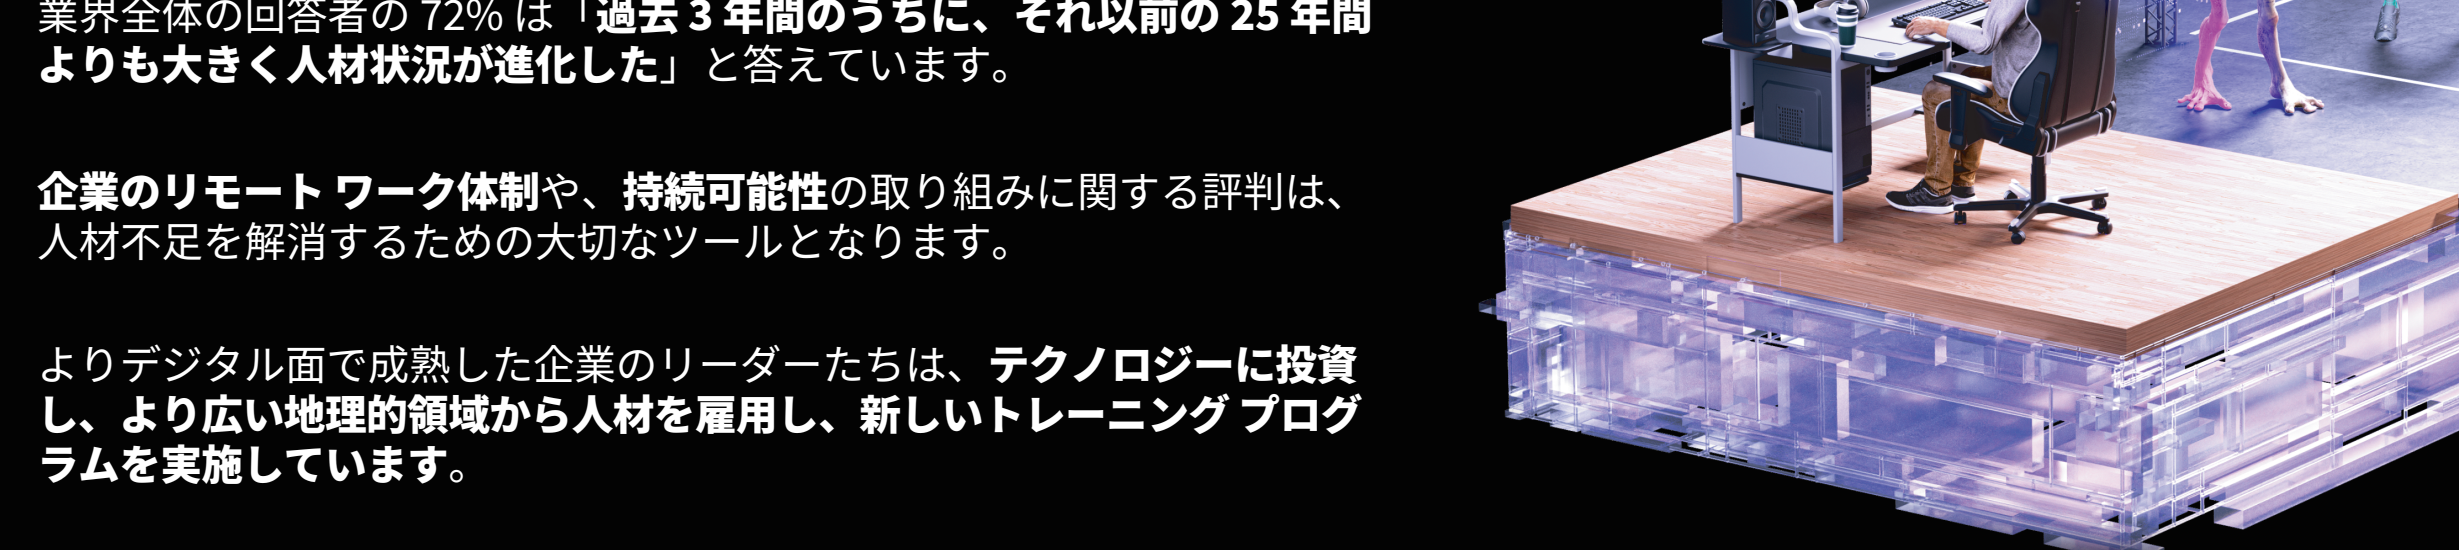 業界全体の回答者の 72% は「過去 3 年間のうちに、それ以前の 25 年間
よりも大きく人材状況が進化した」と答えています。
企業のリモート ワーク体制や、持続可能性の取り組みに関する評判は、
人材不足を解消するための大切なツールとなります。
よりデジタル面で成熟した企業のリーダーたちは、テクノロジーに投資
し、より広い地理的領域から人材を雇用し、新しいトレーニング プログ
ラムを実施しています。